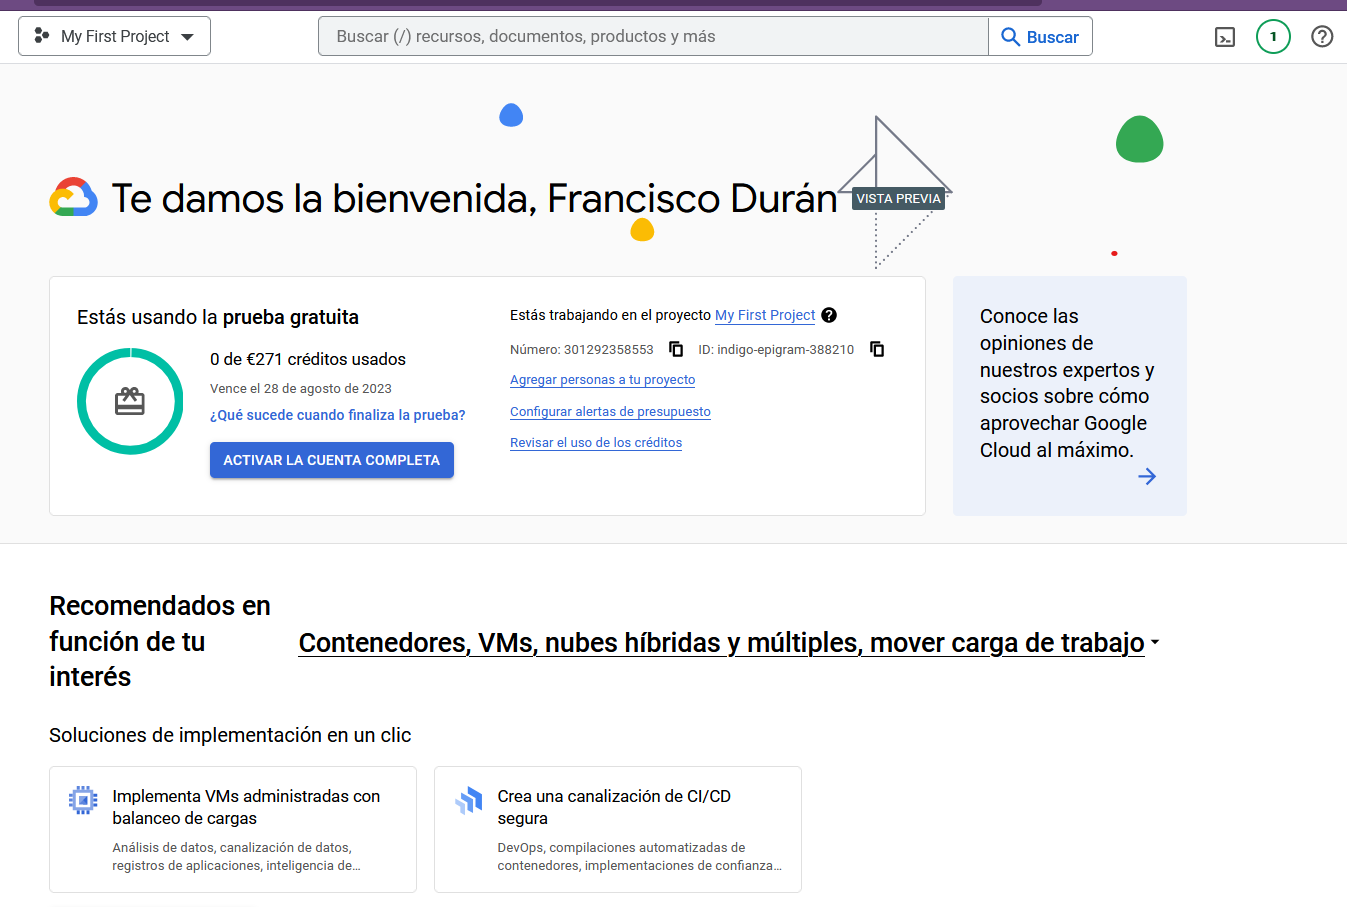 My First Project
Buscar (/) recursos, documentos, productos y más
Buscar
1
Te damos la bienvenida, Francisco Durán
VISTA PREVIA
Estás usando la prueba gratuita
0 de €271 créditos usados
Vence el 28 de agosto de 2023
¿Qué sucede cuando finaliza la prueba?
ACTIVAR LA CUENTA COMPLETA
Estás trabajando en el proyecto My First Project
Número: 301292358553 ID: indigo-epigram-388210
Agregar personas a tu proyecto
Configurar alertas de presupuesto
Revisar el uso de los créditos
Conoce las
opiniones de
nuestros expertos y
socios sobre cómo
aprovechar Google
Cloud al máximo.
Recomendados en
función de tu
interés
Contenedores, VMs, nubes híbridas y múltiples, mover carga de trabajo
Soluciones de implementación en un clic
Implementa VMs administradas con
balanceo de cargas
Análisis de datos, canalización de datos,
registros de aplicaciones, inteligencia de…
Crea una canalización de CI/CD
segura
DevOps, compilaciones automatizadas de
contenedores, implementaciones de confianza…